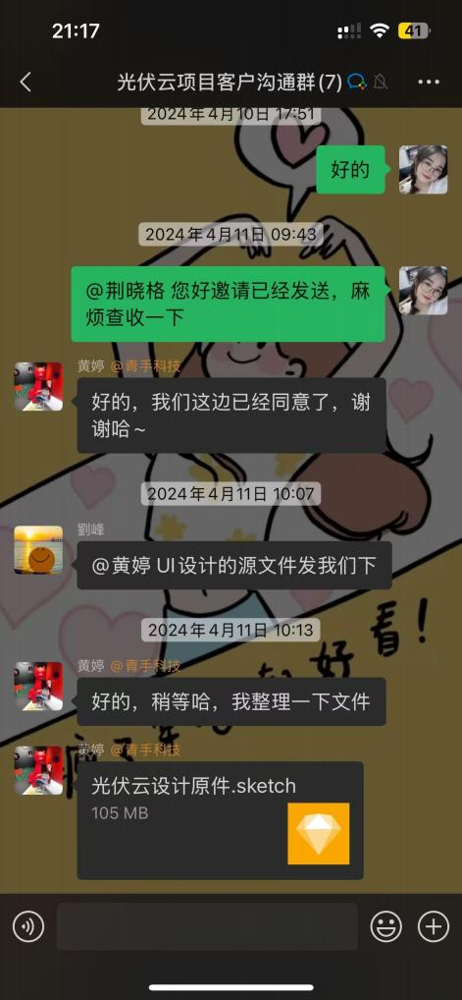 21:17
41
光伏云项目客户沟通群(7)
2024年4月10日 17:51
好的
2024年4月11日 09:43
@荆晓格 您好邀请已经发送，麻
烦查收一下
黄婷 @青手科技
好的，我们这边已经同意了，谢
谢哈~
2024年4月11日 10:07
劉峰
@黄婷 UI设计的源文件发我们下
2024年4月11日 10:13
看！
好
黄婷 @青手科技
好的，稍等哈，我整理一下文件
黄婷 @青手科技
光伏云设计原件.sketch
105 MB